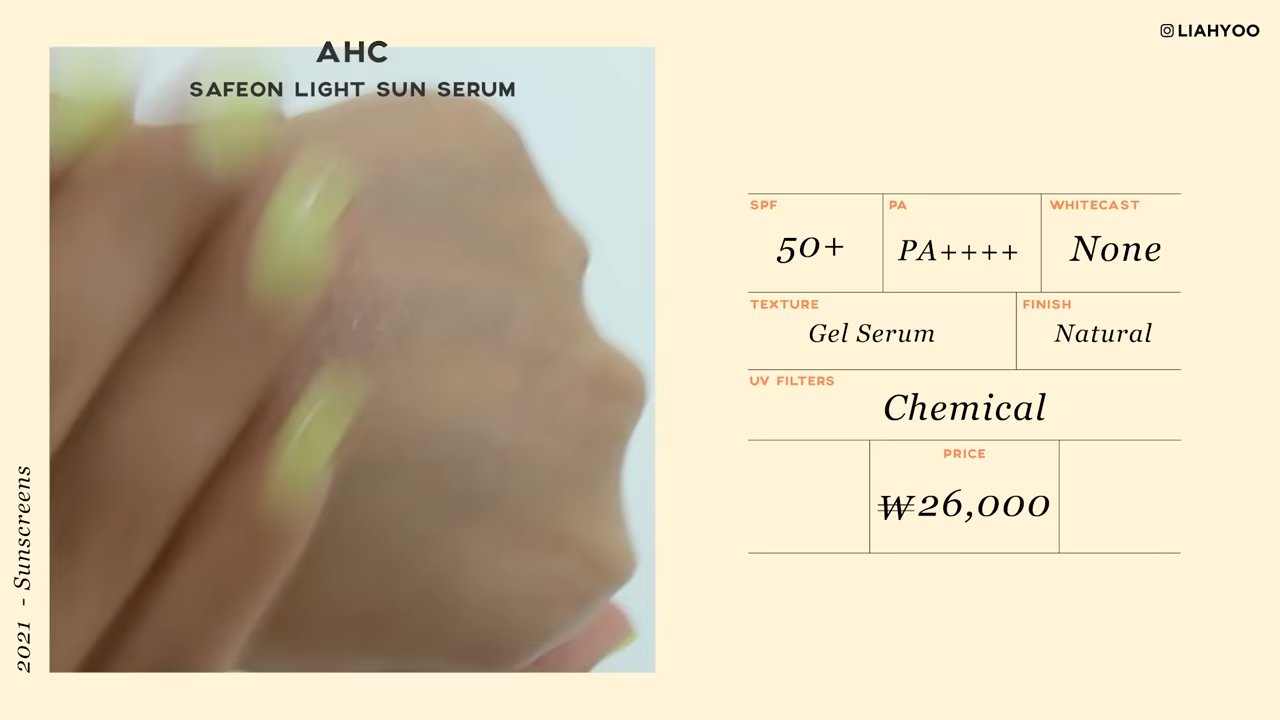 LIAHYOO
AHC
SAFEON LIGHT SUN SERUM
SPF
50+
PA
PA++++
WHITECAST
None
TEXTURE
Gel Serum
FINISH
Natural
UV FILTERS
Chemical
PRICE
₩26,000
2021 - Sunscreens